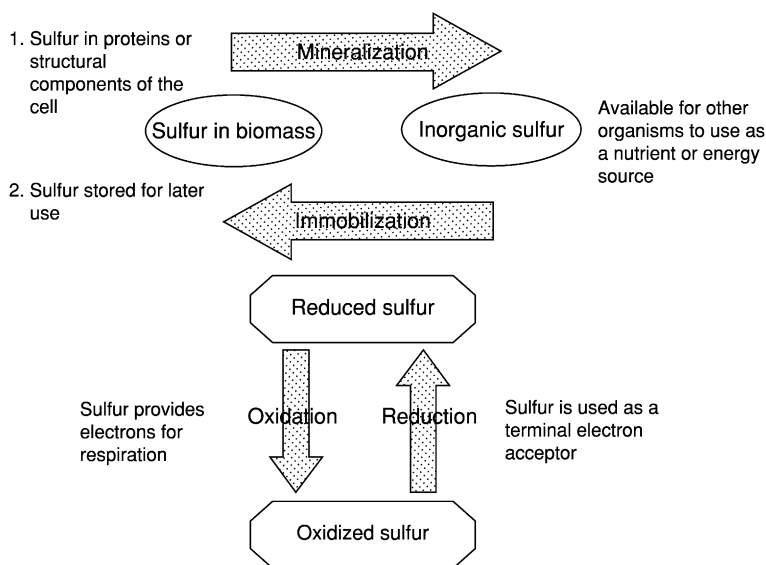 1. Sulfur in proteins or
structural
components of the
cell
Mineralization
Sulfur in biomass
Inorganic sulfur
Available for other
organisms to use as
a nutrient or energy
source
2. Sulfur stored for later
use
Immobilization
Reduced sulfur
Sulfur provides
electrons for
respiration
Oxidation
Reduction
Sulfur is used as a
terminal electron
acceptor
Oxidized sulfur